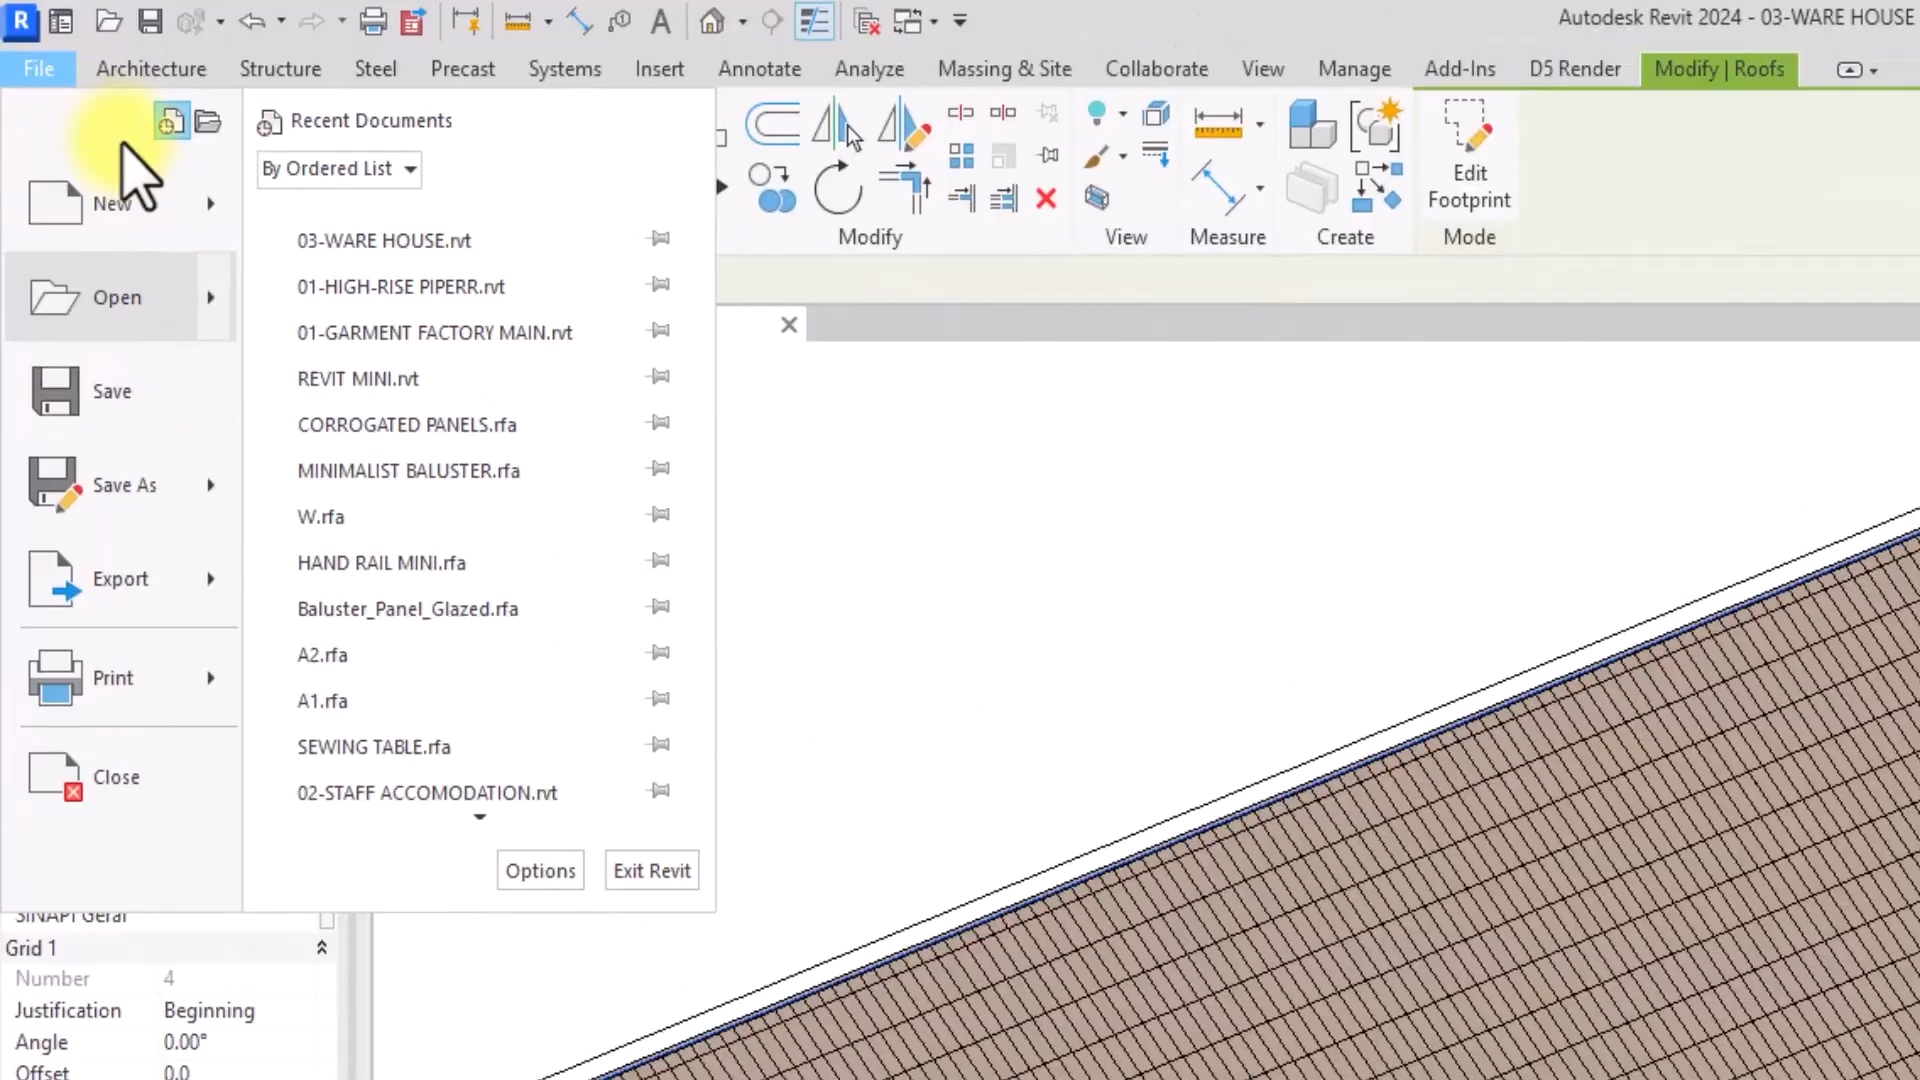 R
A
Autodesk Revit 2024 - 03-WARE HOUSE
File Architecture Structure Steel Precast Systems Insert Annotate Analyze Massing & Site Collaborate View Manage Add-Ins D5 Render Modify | Roofs
Recent Documents
By Ordered List
New
Open
Save
Save As
Export
Print
Close
03-WARE HOUSE.rvt
01-HIGH-RISE PIPERR.rvt
01-GARMENT FACTORY MAIN.rvt
REVIT MINI.rvt
CORROGATED PANELS.rfa
MINIMALIST BALUSTER.rfa
W.rfa
HAND RAIL MINI.rfa
Baluster_Panel_Glazed.rfa
A2.rfa
A1.rfa
SEWING TABLE.rfa
02-STAFF ACCOMODATION.rvt
Options Exit Revit
Edit
Footprint
Modify View Measure Create Mode
SINAPI Geral
Grid 1
Number 4
Justification Beginning
Angle 0.00°
Offset 0.0